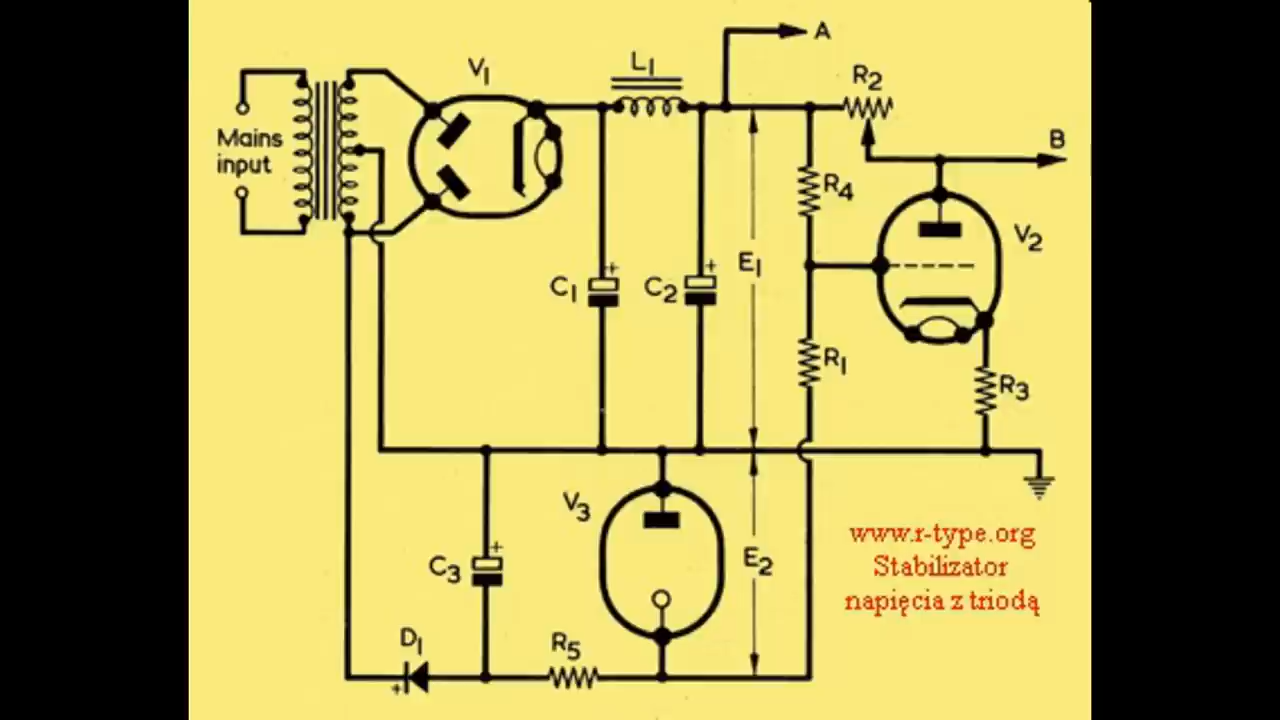 A
V1
L1
R2
Mains
input
B
R4
V2
E1
C1
C2
R1
R3
V3
www.r-type.org
Stabilizator
napięcia z triodą
E2
C3
D1
R5
+
+
+
+